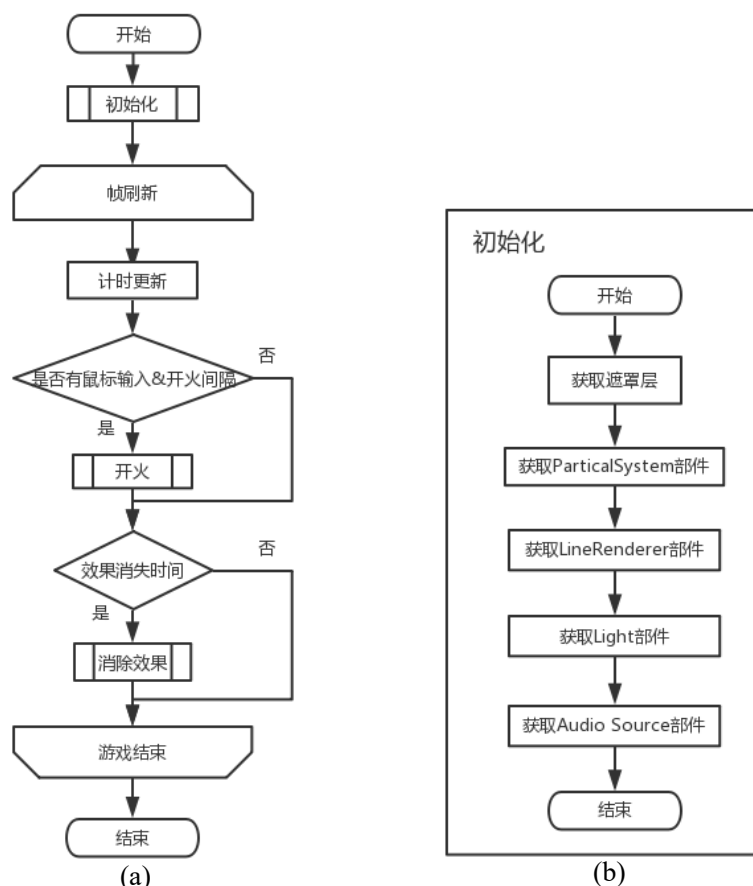 开始
初始化
帧刷新
计时更新
是否有鼠标输入&开火间隔
否
是
开火
效果消失时间
否
是
消除效果
游戏结束
结束
(a)
初始化
开始
获取遮罩层
获取ParticalSystem部件
获取LineRenderer部件
获取Light部件
获取Audio Source部件
结束
(b)